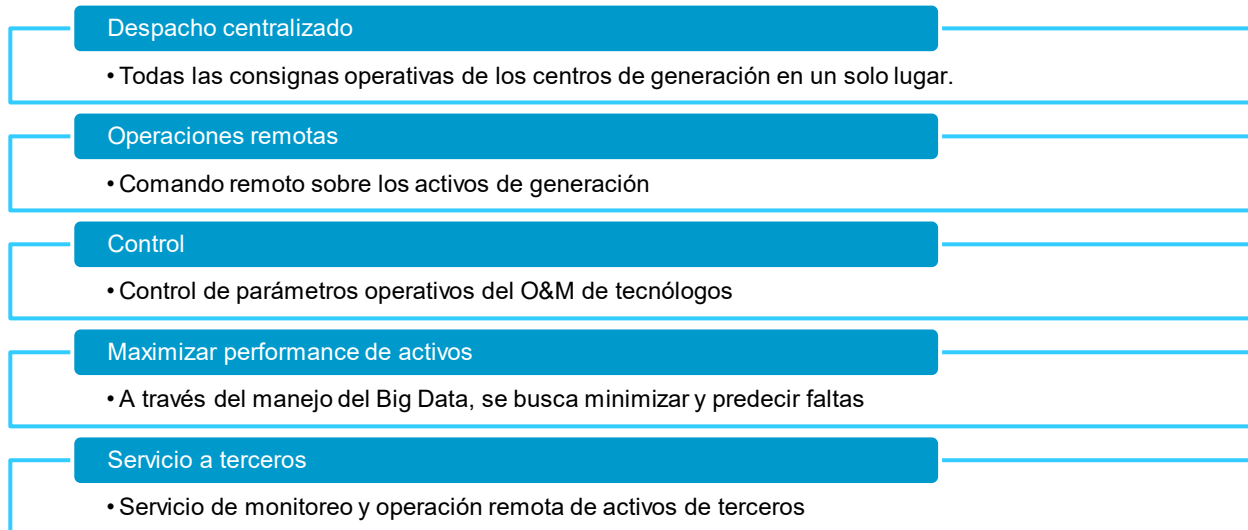 Despacho centralizado
• Todas las consignas operativas de los centros de generación en un solo lugar.
Operaciones remotas
• Comando remoto sobre los activos de generación
Control
• Control de parámetros operativos del O&M de tecnólogos
Maximizar performance de activos
• A través del manejo del Big Data, se busca minimizar y predecir faltas
Servicio a terceros
• Servicio de monitoreo y operación remota de activos de terceros